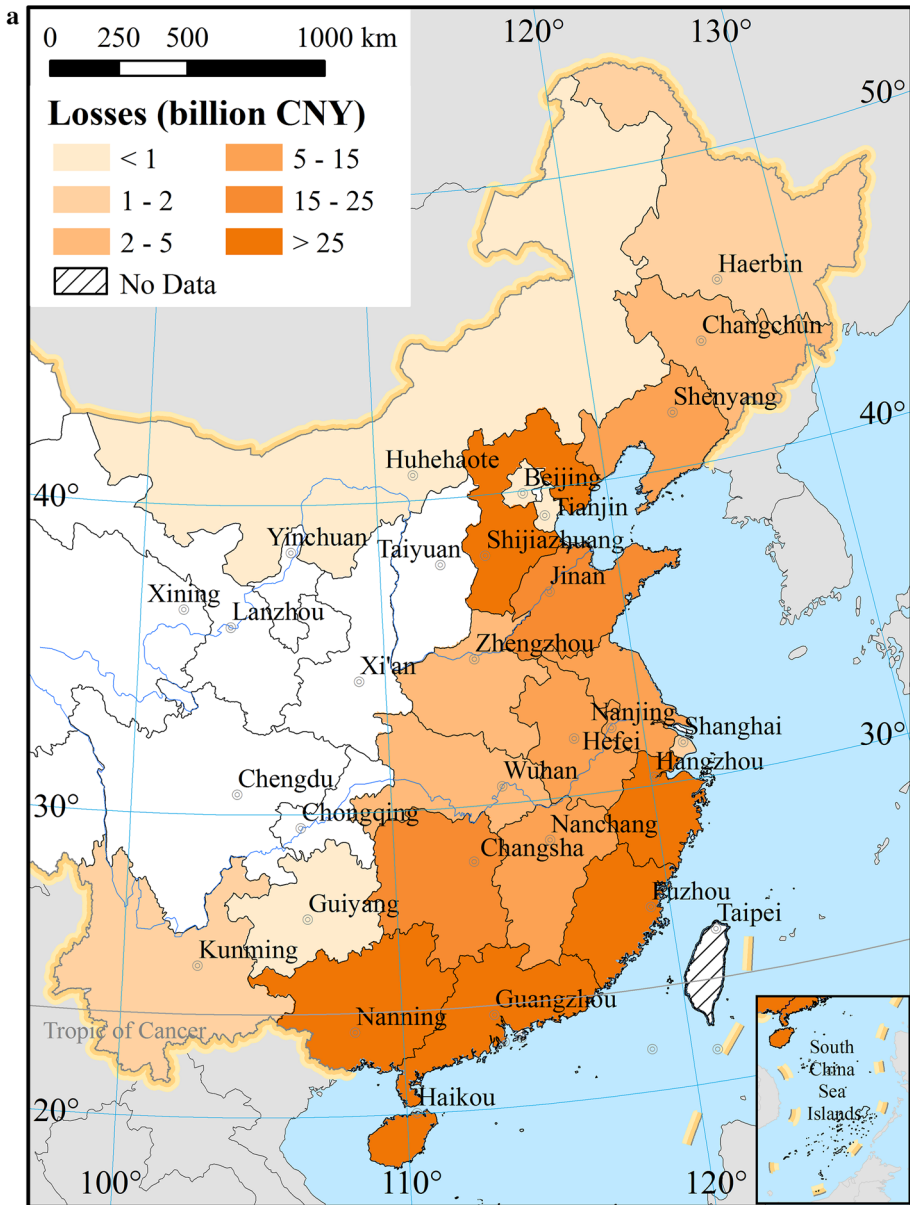 a
0 250 500 1000 km
Losses (billion CNY)
< 1
1 - 2
2 - 5
No Data
5 - 15
15 - 25
> 25
120°
130°
50°
40°
30°
Haerbin
Changchun
Shenyang
Huhehaote
Beijing
Tianjin
40°
Yinchuan
Taiyuan
Shijiazhuang
Jinan
Xining
Lanzhou
Zhengzhou
Xi'an
Nanjing
Shanghai
Hefei
Hangzhou
Chengdu
Wuhan
30°
Chongqing
Nanchang
Changsha
Guiyang
Fuzhou
Taipei
Kunming
Guangzhou
Nanning
Tropic of Cancer
Haikou
20°
South
China
Sea
Islands
100°
110°
120°